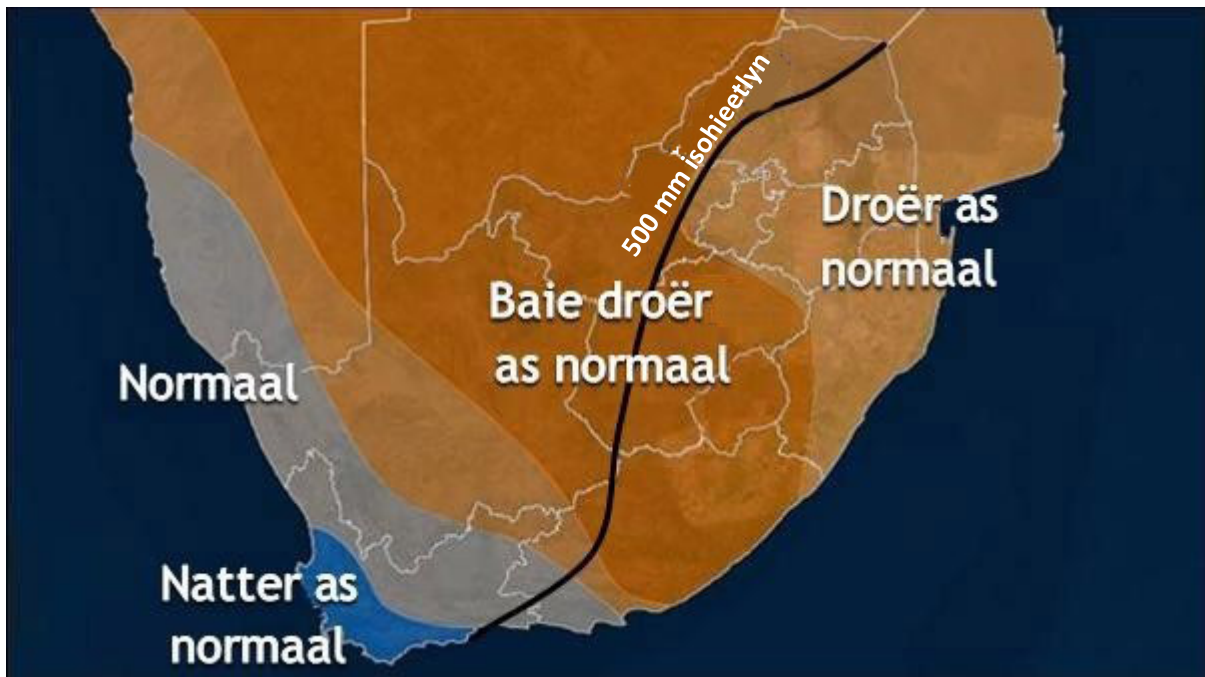 500 mm isohieetlyn
Droër as
normaal
Baie droër
as normaal
Normaal
Natter as
normaal